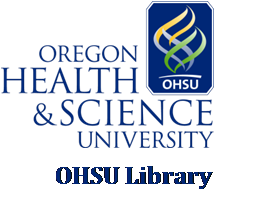 OREGON
HEALTH
& SCIENCE
UNIVERSITY
OHSU
OHSU Library